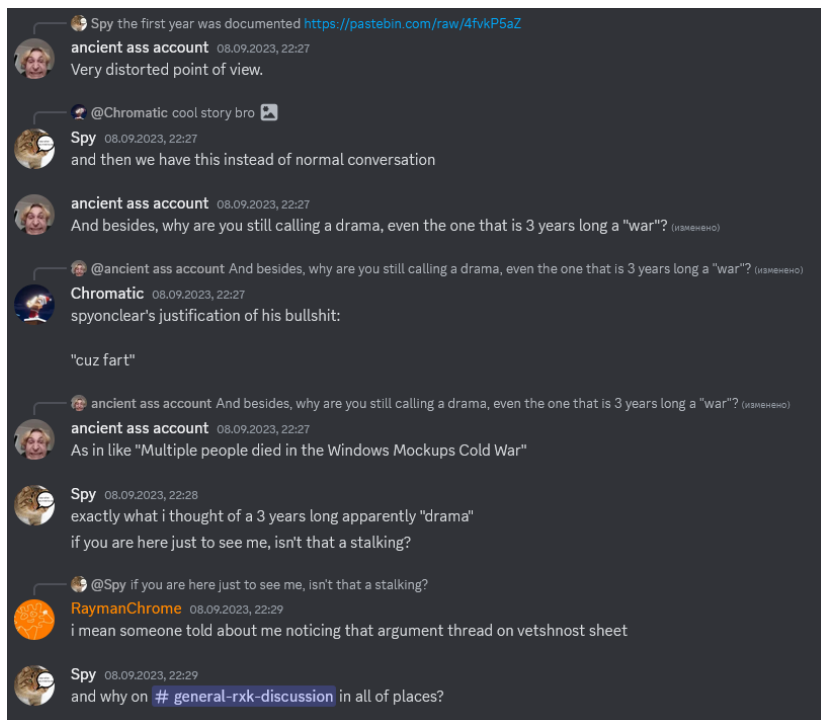 Spy the first year was documented https://pastebin.com/raw/4fvkP5aZ
ancient ass account 08.09.2023, 22:27
Very distorted point of view.
@Chromatic cool story bro
Spy 08.09.2023, 22:27
and then we have this instead of normal conversation
ancient ass account 08.09.2023, 22:27
And besides, why are you still calling a drama, even the one that is 3 years long a "war"? (изменено)
@ancient ass account And besides, why are you still calling a drama, even the one that is 3 years long a "war"? (изменено)
Chromatic 08.09.2023, 22:27
spyonclear's justification of his bullshit:
"cuz fart"
ancient ass account And besides, why are you still calling a drama, even the one that is 3 years long a "war"? (изменено)
ancient ass account 08.09.2023, 22:27
As in like "Multiple people died in the Windows Mockups Cold War"
Spy 08.09.2023, 22:28
exactly what i thought of a 3 years long apparently "drama"
if you are here just to see me, isn't that a stalking?
@Spy if you are here just to see me, isn't that a stalking?
RaymanChrome 08.09.2023, 22:29
i mean someone told about me noticing that argument thread on vetshnost sheet
Spy 08.09.2023, 22:29
and why on # general-rxk-discussion in all of places?